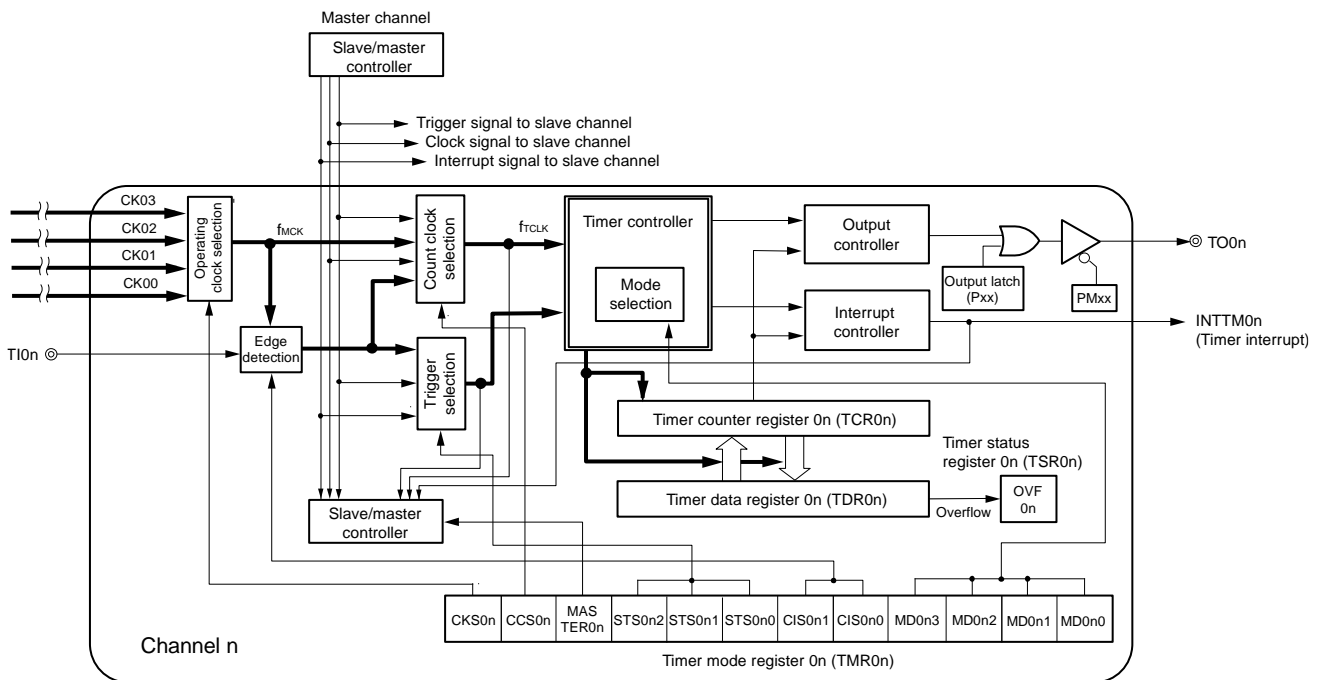 Master channel
Slave/master
controller
Trigger signal to slave channel
Clock signal to slave channel
Interrupt signal to slave channel
CK03
CK02
CK01
CK00
Operating
clock selection
fMCK
Count clock
selection
fTCLK
Timer controller
Mode
selection
Output
controller
TO0n
Output latch
(Pxx)
PMxx
Interrupt
controller
INTTM0n
(Timer interrupt)
TI0n
Edge
detection
Trigger
selection
Timer counter register 0n (TCR0n)
Timer status
register 0n (TSR0n)
Timer data register 0n (TDR0n)
Overflow
OVF
0n
Slave/master
controller
CKS0n
CCS0n
MAS
TER0n
STS0n2
STS0n1
STS0n0
CIS0n1
CIS0n0
MD0n3
MD0n2
MD0n1
MD0n0
Channel n
Timer mode register 0n (TMR0n)